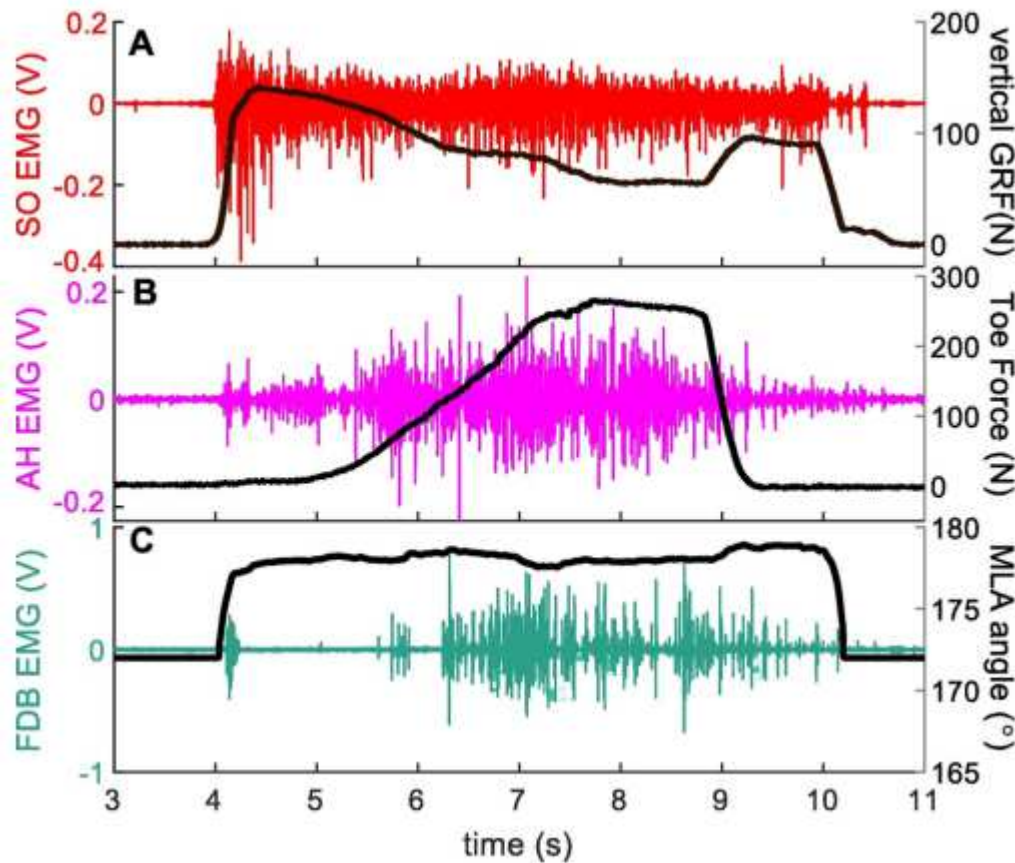 A
SO EMG (V)
0.2
0
-0.2
-0.4
200
100
0
vertical GRF(N)
B
AH EMG (V)
0.2
0
-0.2
300
200
100
0
Toe Force (N)
C
FDB EMG (V)
1
0
-1
180
175
170
165
MLA angle (°)
3 4 5 6 7 8 9 10 11
time (s)